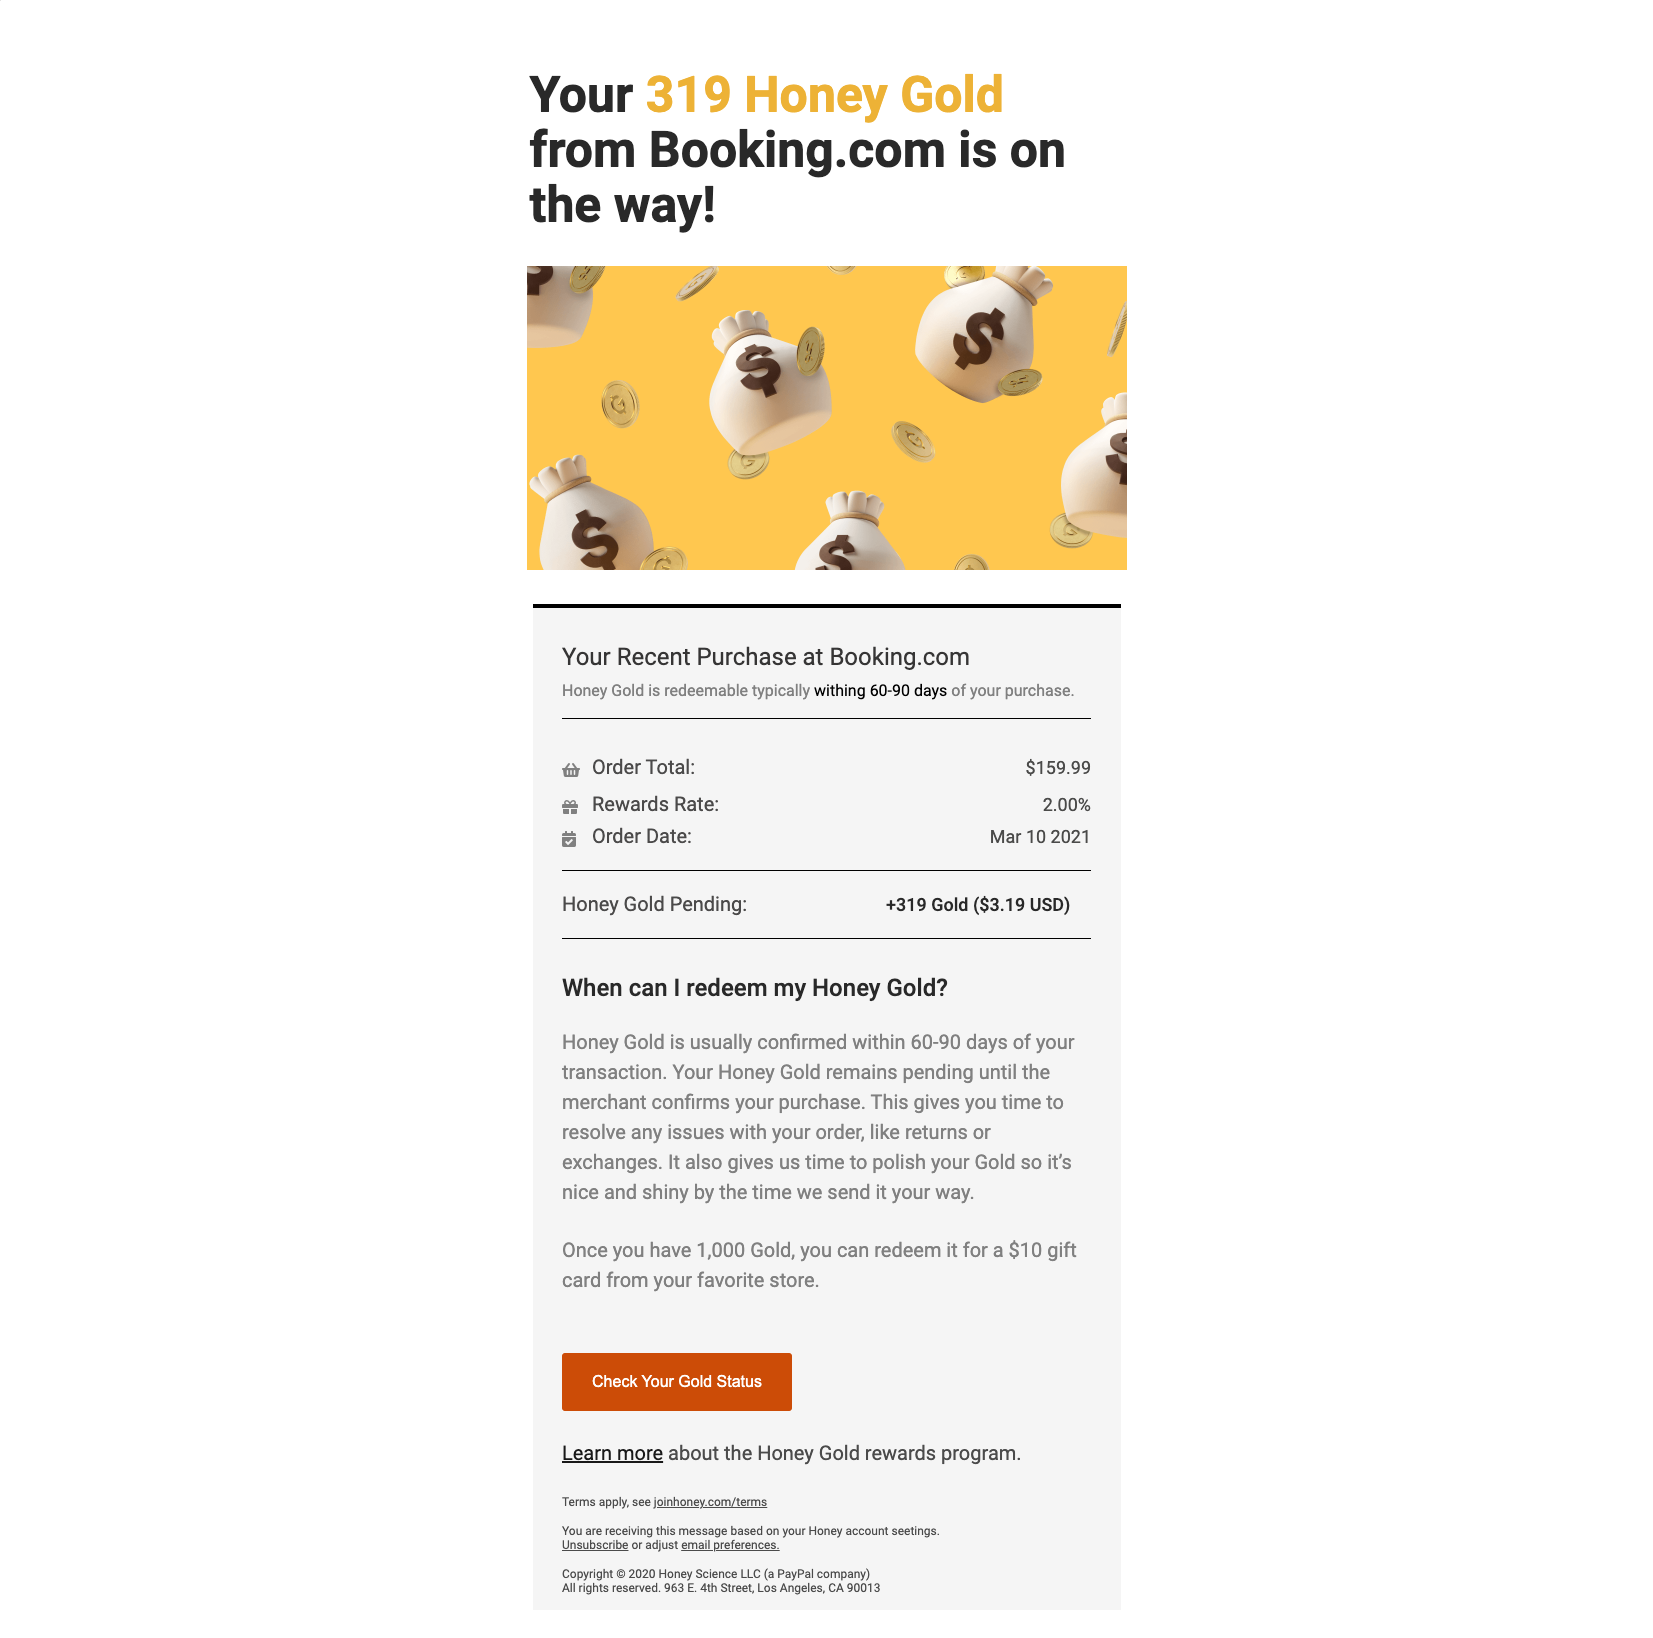 Your 319 Honey Gold
from Booking.com is on
the way!
Your Recent Purchase at Booking.com
Honey Gold is redeemable typically withing 60-90 days of your purchase.
Order Total: $159.99
Rewards Rate: 2.00%
Order Date: Mar 10 2021
Honey Gold Pending: +319 Gold ($3.19 USD)
When can I redeem my Honey Gold?
Honey Gold is usually confirmed within 60-90 days of your
transaction. Your Honey Gold remains pending until the
merchant confirms your purchase. This gives you time to
resolve any issues with your order, like returns or
exchanges. It also gives us time to polish your Gold so it’s
nice and shiny by the time we send it your way.
Once you have 1,000 Gold, you can redeem it for a $10 gift
card from your favorite store.
Check Your Gold Status
Learn more about the Honey Gold rewards program.
Terms apply, see joinhoney.com/terms
You are receiving this message based on your Honey account seetings.
Unsubscribe or adjust email preferences.
Copyright © 2020 Honey Science LLC (a PayPal company)
All rights reserved. 963 E. 4th Street, Los Angeles, CA 90013